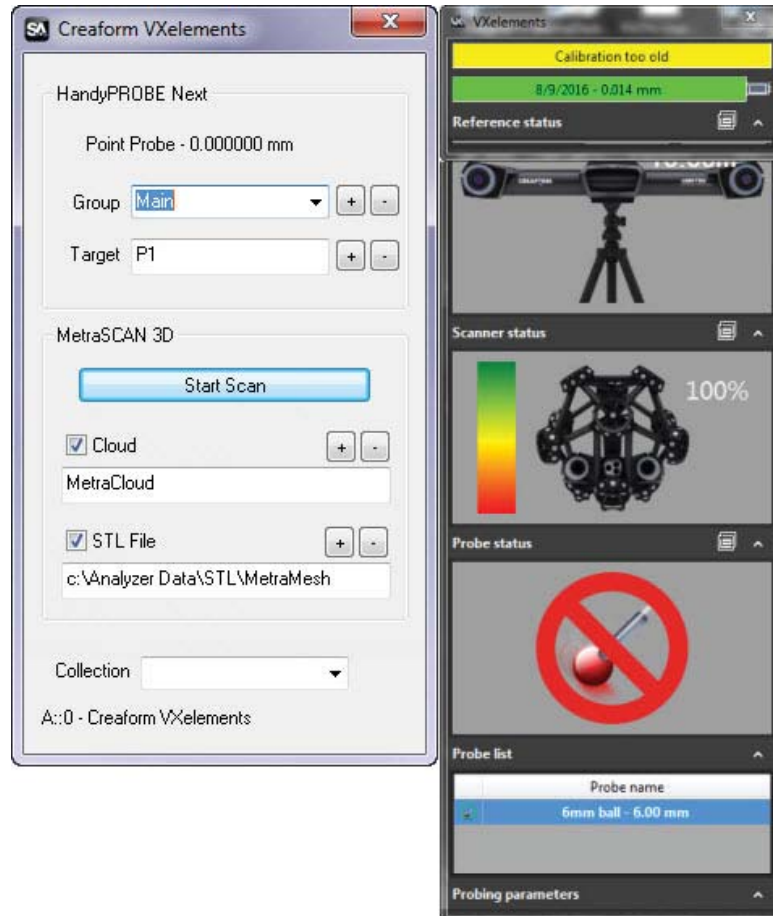 SA Creaform VXelements
HandyPROBE Next
Point Probe - 0.000000 mm
Group Main + -
Target P1 + -
MetraSCAN 3D
Start Scan
Cloud + -
MetraCloud
STL File + -
c:\Analyzer Data\STL\MetraMesh
Collection
A::0 - Creaform VXelements
VXelements
Calibration too old
8/9/2016 - 0.014 mm
Reference status
Scanner status
100%
Probe status
Probe list
Probe name
6mm ball - 6.00 mm
Probing parameters